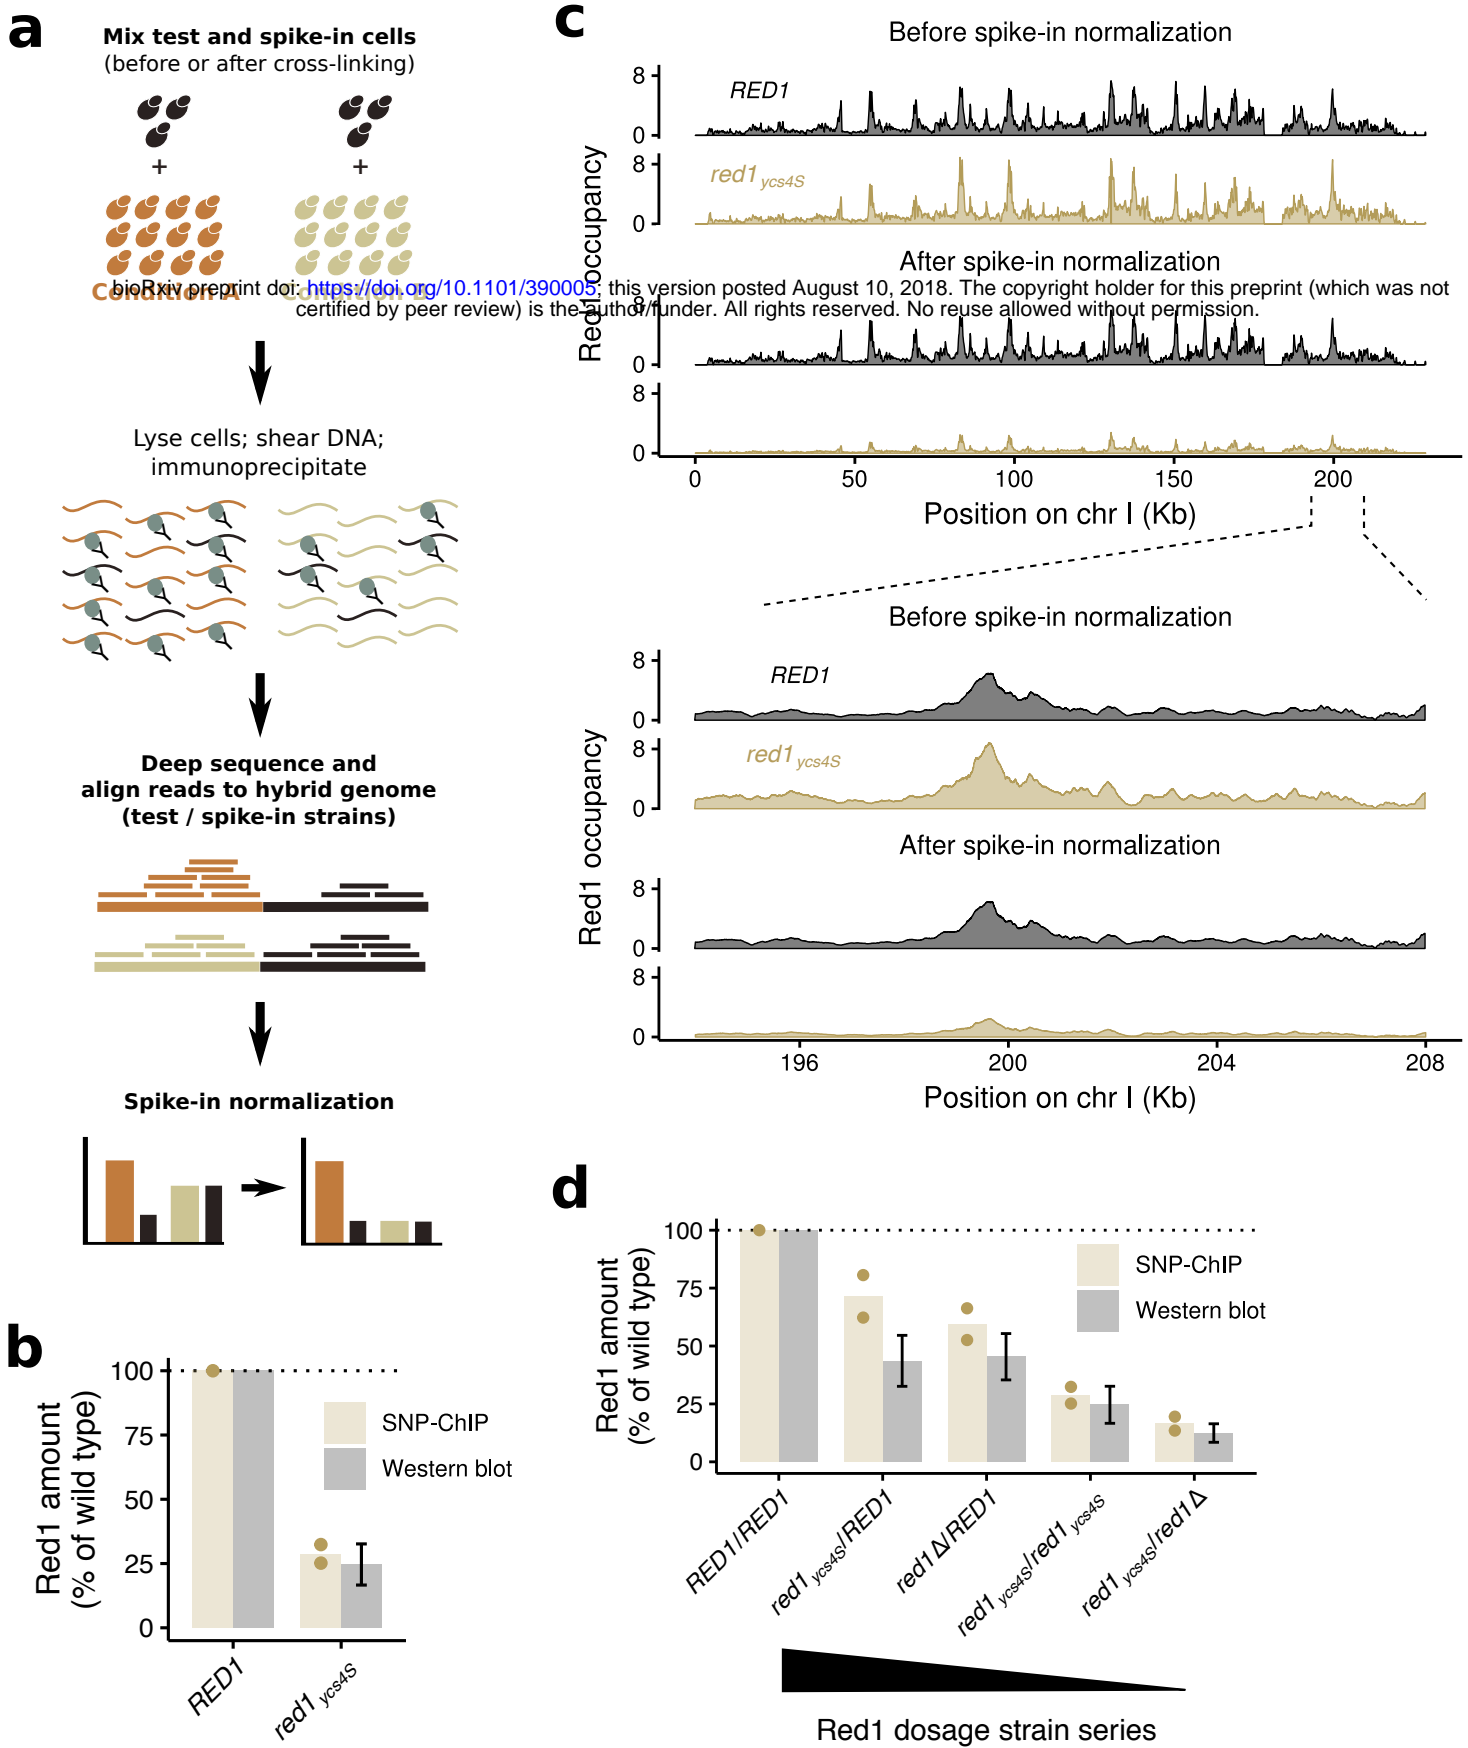 a
Mix test and spike-in cells
(before or after cross-linking)
+
+
Condition A
Condition B
bioRxiv preprint doi: https://doi.org/10.1101/390005; this version posted August 10, 2018. The copyright holder for this preprint (which was not
certified by peer review) is the author/funder. All rights reserved. No reuse allowed without permission.
Lyse cells; shear DNA;
immunoprecipitate
Deep sequence and
align reads to hybrid genome
(test / spike-in strains)
Spike-in normalization
b
Red1 amount
(% of wild type)
100
75
50
25
0
SNP-ChIP
Western blot
RED1
red1 ycs4S
c
Before spike-in normalization
Red1 occupancy
8
RED1
0
8
red1 ycs4S
0
After spike-in normalization
8
0
8
0
0
50
100
150
200
Position on chr I (Kb)
Before spike-in normalization
Red1 occupancy
8
RED1
0
8
red1 ycs4S
0
After spike-in normalization
8
0
8
0
196
200
204
208
Position on chr I (Kb)
d
Red1 amount
(% of wild type)
100
75
50
25
0
SNP-ChIP
Western blot
RED1/RED1
red1 ycs4S/RED1
red1Δ/RED1
red1 ycs4S/red1 ycs4S
red1 ycs4S/red1Δ
Red1 dosage strain series